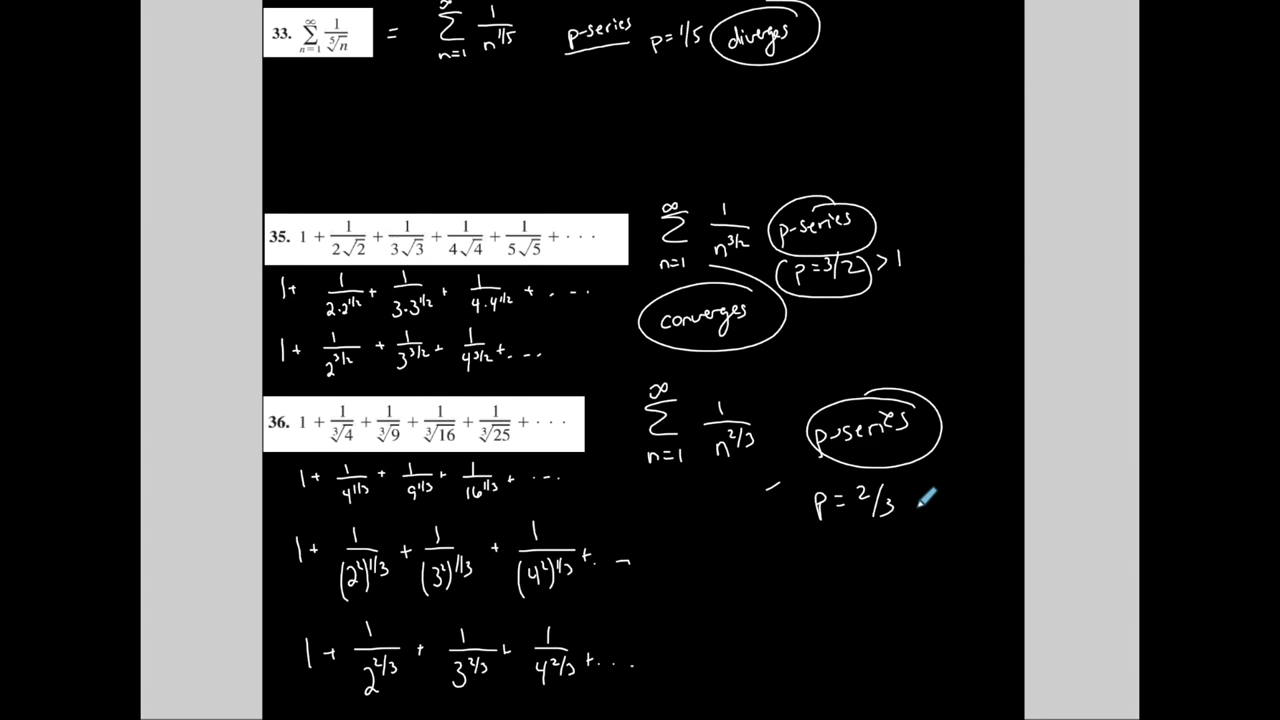 33. ∞ Σ n=1 1/⁵√n = ∞ Σ n=1 1/n^1/5 p-series p=1/5 diverges
35. 1 + 1/2√2 + 1/3√3 + 1/4√4 + 1/5√5 + · · ·
1+ 1/2·2^1/2 + 1/3·3^1/2 + 1/4·4^1/2 + . . . .
1+ 1/2^3/2 + 1/3^3/2 + 1/4^3/2 + . . .
∞ Σ n=1 1/n^3/2 p-series
p=3/2 >1
converges
36. 1 + 1/³√4 + 1/³√9 + 1/³√16 + 1/³√25 + · · ·
1+ 1/4^1/3 + 1/9^1/3 + 1/16^1/3 + . . .
1+ 1/(2²)^1/3 + 1/(3²)^1/3 + 1/(4²)^1/3 + . .
1+ 1/2^2/3 + 1/3^2/3 + 1/4^2/3 + . . .
∞ Σ n=1 1/n^2/3 p-series
p = 2/3